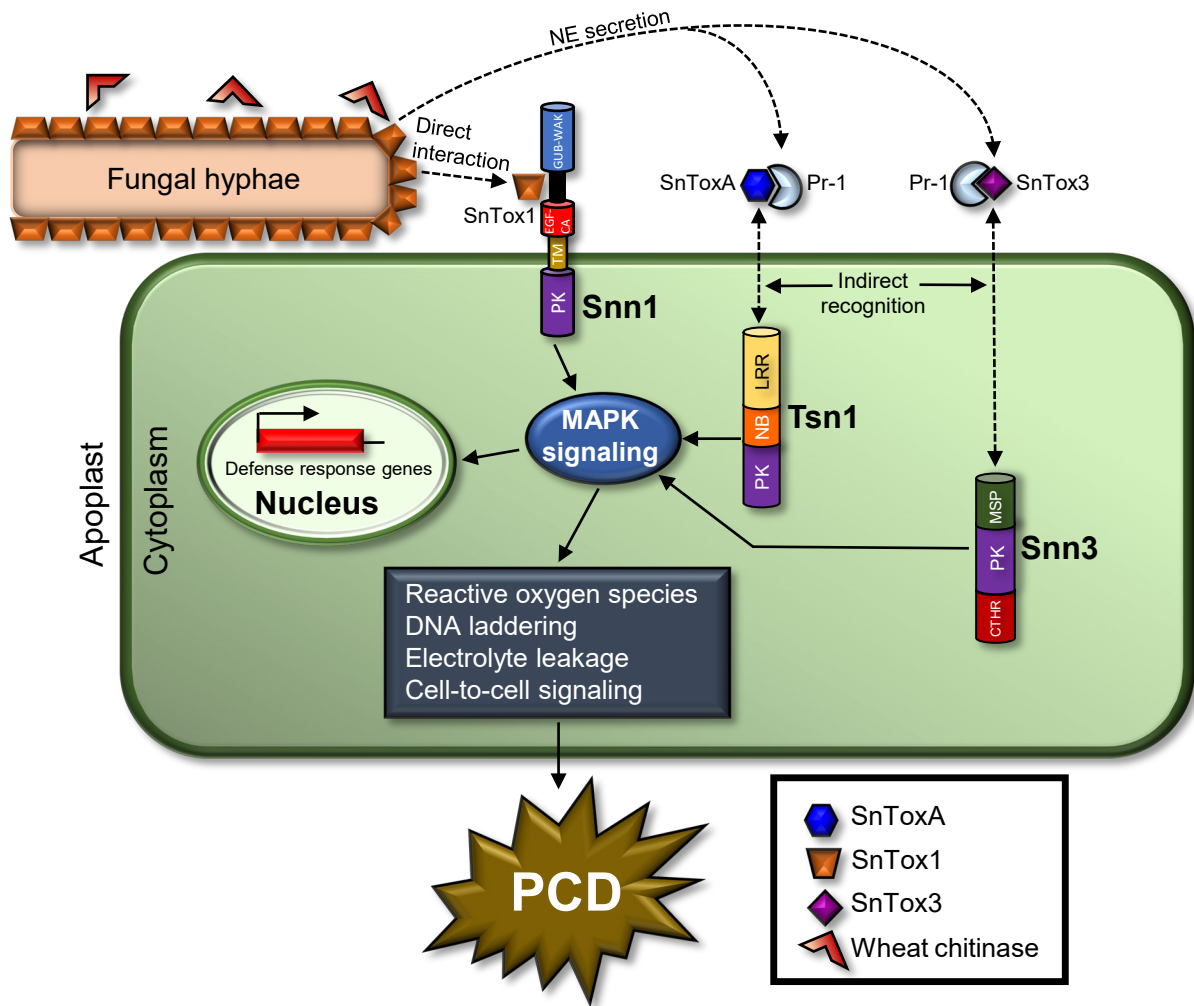 NE secretion
Direct
interaction
Fungal hyphae
SnTox1
GUB-WAK
EGF-
CA
TM
PK
Snn1
SnToxA
Pr-1
Pr-1
SnTox3
Indirect
recognition
LRR
NB
PK
Tsn1
MSP
PK
CTHR
Snn3
MAPK
signaling
Defense response genes
Nucleus
Apoplast
Cytoplasm
Reactive oxygen species
DNA laddering
Electrolyte leakage
Cell-to-cell signaling
PCD
SnToxA
SnTox1
SnTox3
Wheat chitinase